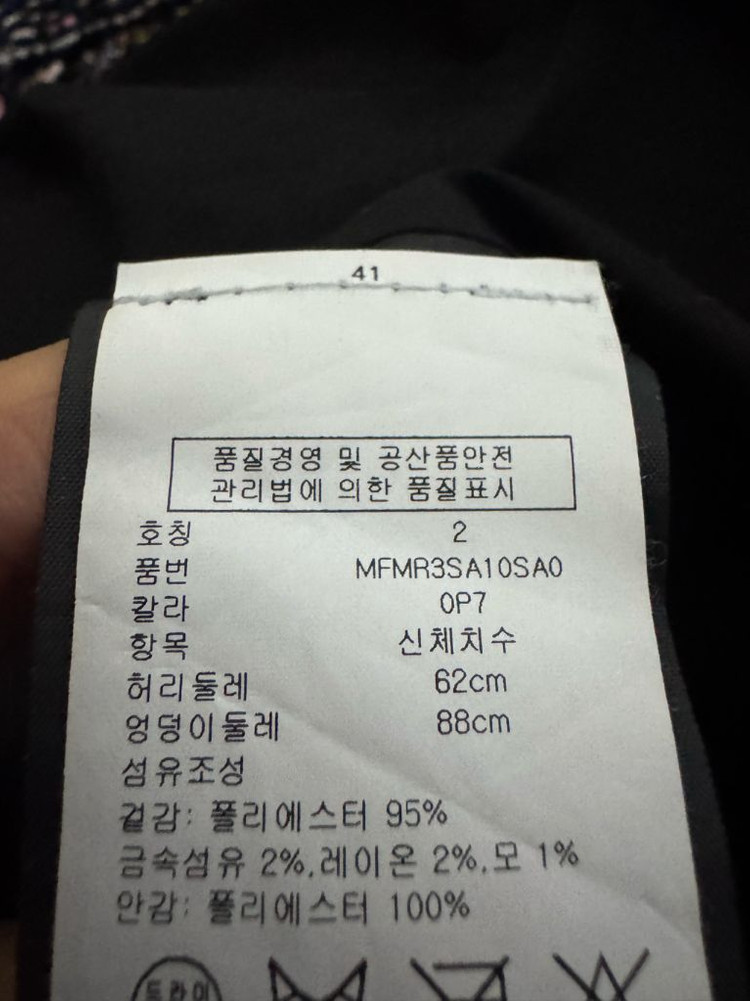 41
품질경영 및 공산품안전
관리법에 의한 품질표시
호칭 2
품번 MFMR3SA10SA0
칼라 0P7
항목 신체치수
허리둘레 62cm
엉덩이둘레 88cm
섬유조성
겉감: 폴리에스터 95%
금속섬유 2%,레이온 2%,모 1%
안감: 폴리에스터 100%
드라이